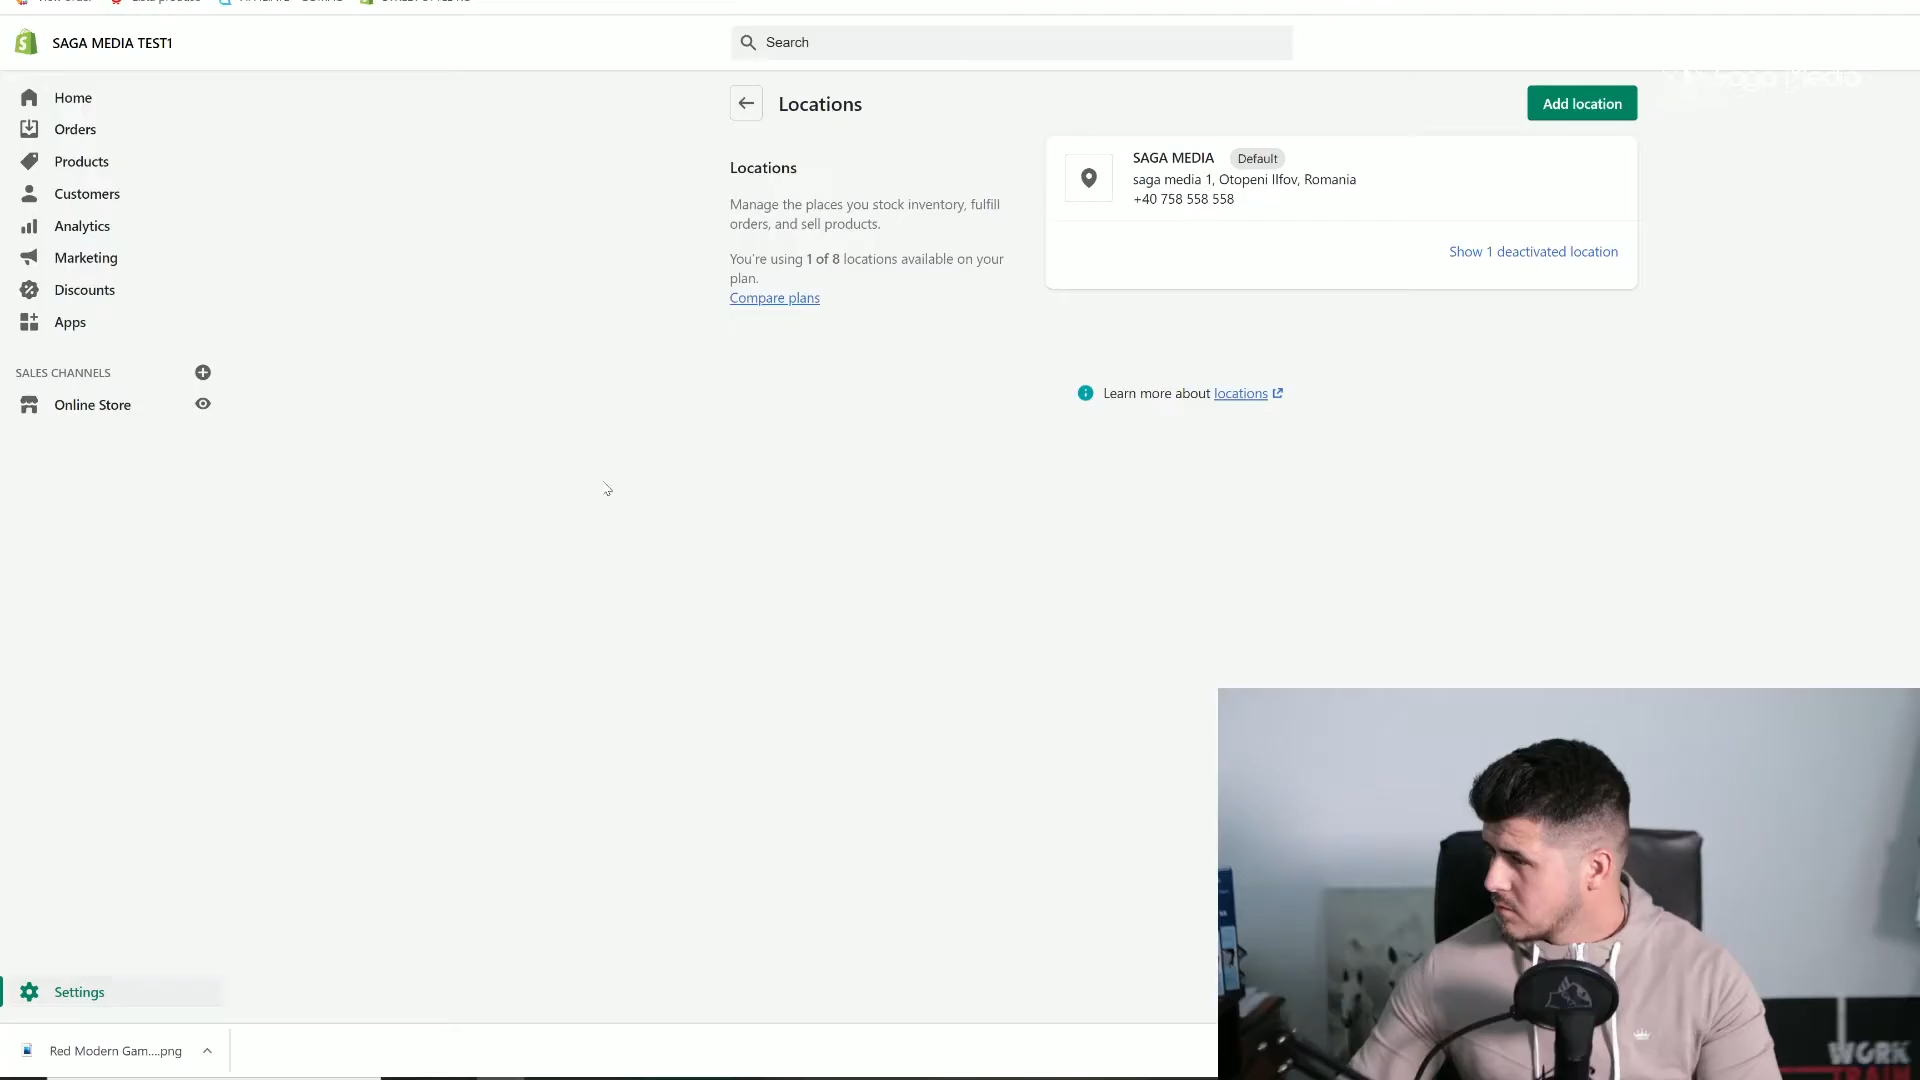 SAGA MEDIA TEST1
Search
Home
Orders
Products
Customers
Analytics
Marketing
Discounts
Apps
SALES CHANNELS
Online Store
Settings
Locations
Add location
Locations
Manage the places you stock inventory, fulfill
orders, and sell products.
You're using 1 of 8 locations available on your
plan.
Compare plans
SAGA MEDIA Default
saga media 1, Otopeni Ilfov, Romania
+40 758 558 558
Show 1 deactivated location
Learn more about locations
Saga Media
Red Modern Gam....png
WORK
TRAIN